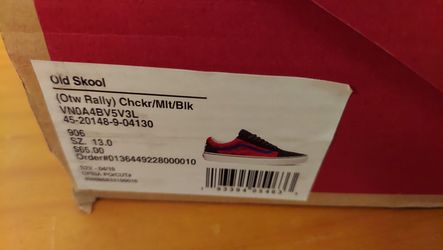 Old Skool
(Otw Rally) Chckr/Mlt/Blk
VN0A4BV5V3L
45-20148-9-04130
906
SZ. 13.0
$65.00
Order#0136449228000010